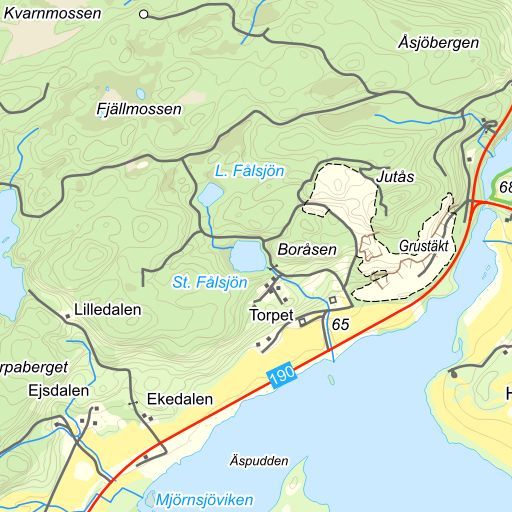 Kvarnmossen
Åsjöbergen
Fjällmossen
L. Fålsjön
Jutås
68
Boråsen
Grustäkt
St. Fålsjön
Lilledalen
Torpet
65
rpaberget
190
Ejsdalen
Ekedalen
H
Äspudden
Mjörnsjöviken